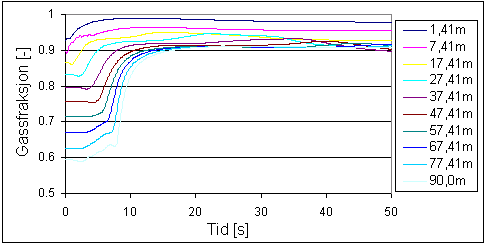 1
0.9
0.8
0.7
0.6
0.5
Gassfraksjon [-]
0
10
20
30
40
50
Tid [s]
1,41m
7,41m
17,41m
27,41m
37,41m
47,41m
57,41m
67,41m
77,41m
90,0m